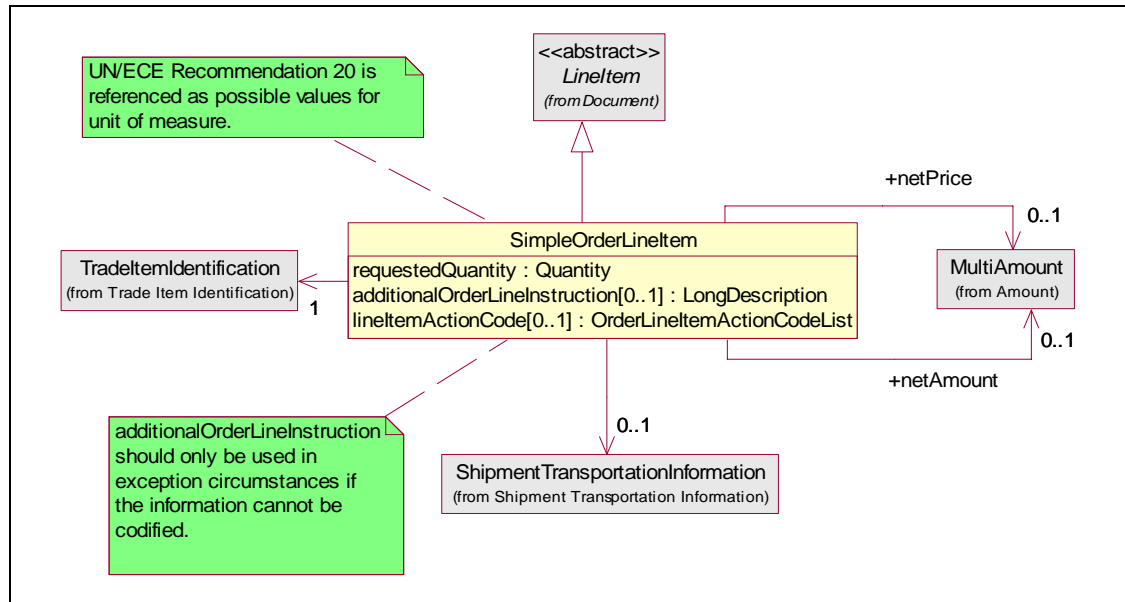 <<abstract>>
LineItem
(from Document)
UN/ECE Recommendation 20 is
referenced as possible values for
unit of measure.
+netPrice
0..1
SimpleOrderLineItem
requestedQuantity : Quantity
additionalOrderLineInstruction[0..1] : LongDescription
lineItemActionCode[0..1] : OrderLineItemActionCodeList
TradeItemIdentification
(from Trade Item Identification)
1
MultiAmount
(from Amount)
0..1
+netAmount
additionalOrderLineInstruction
should only be used in
exception circumstances if
the information cannot be
codified.
0..1
ShipmentTransportationInformation
(from Shipment Transportation Information)